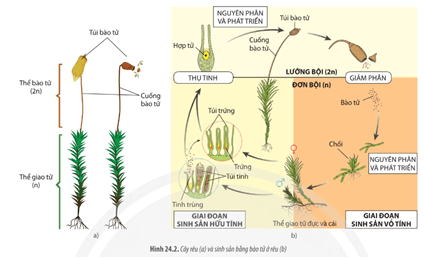 Túi bào tử
Thể bào tử
(2n)
Cuống
bào tử
Thể giao tử
(n)
a)
NGUYÊN PHÂN
VÀ PHÁT TRIỂN
Túi bào tử
Cuống
bào tử
Hợp tử
THỤ TINH
LƯỠNG BỘI (2n)
ĐƠN BỘI (n)
GIẢM PHÂN
Bào tử
Túi trứng
Trứng
Túi tinh
Tinh trùng
Chồi
NGUYÊN PHÂN
VÀ PHÁT TRIỂN
GIAI ĐOẠN
SINH SẢN HỮU TÍNH
Thể giao tử đực và cái
GIAI ĐOẠN
SINH SẢN VÔ TÍNH
b)
Hình 24.2. Cây rêu (a) và sinh sản bằng bào tử ở rêu (b)